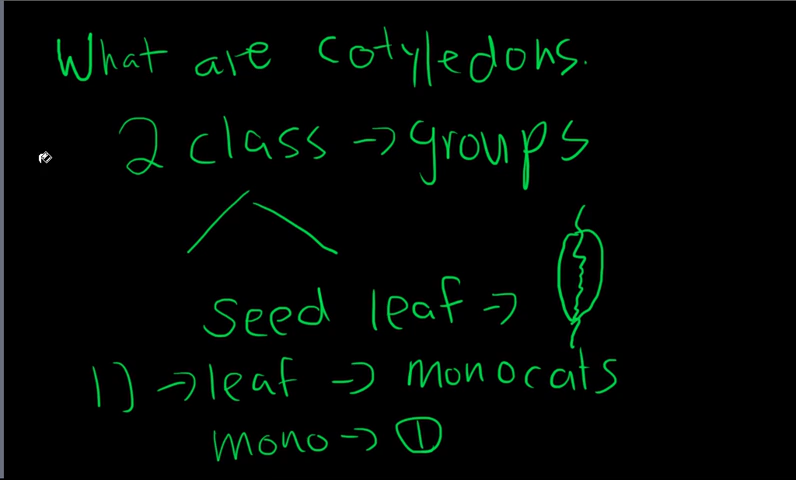 What are cotyledons.
2 class → groups
seed leaf →
1) → leaf → monocats
mono → 1